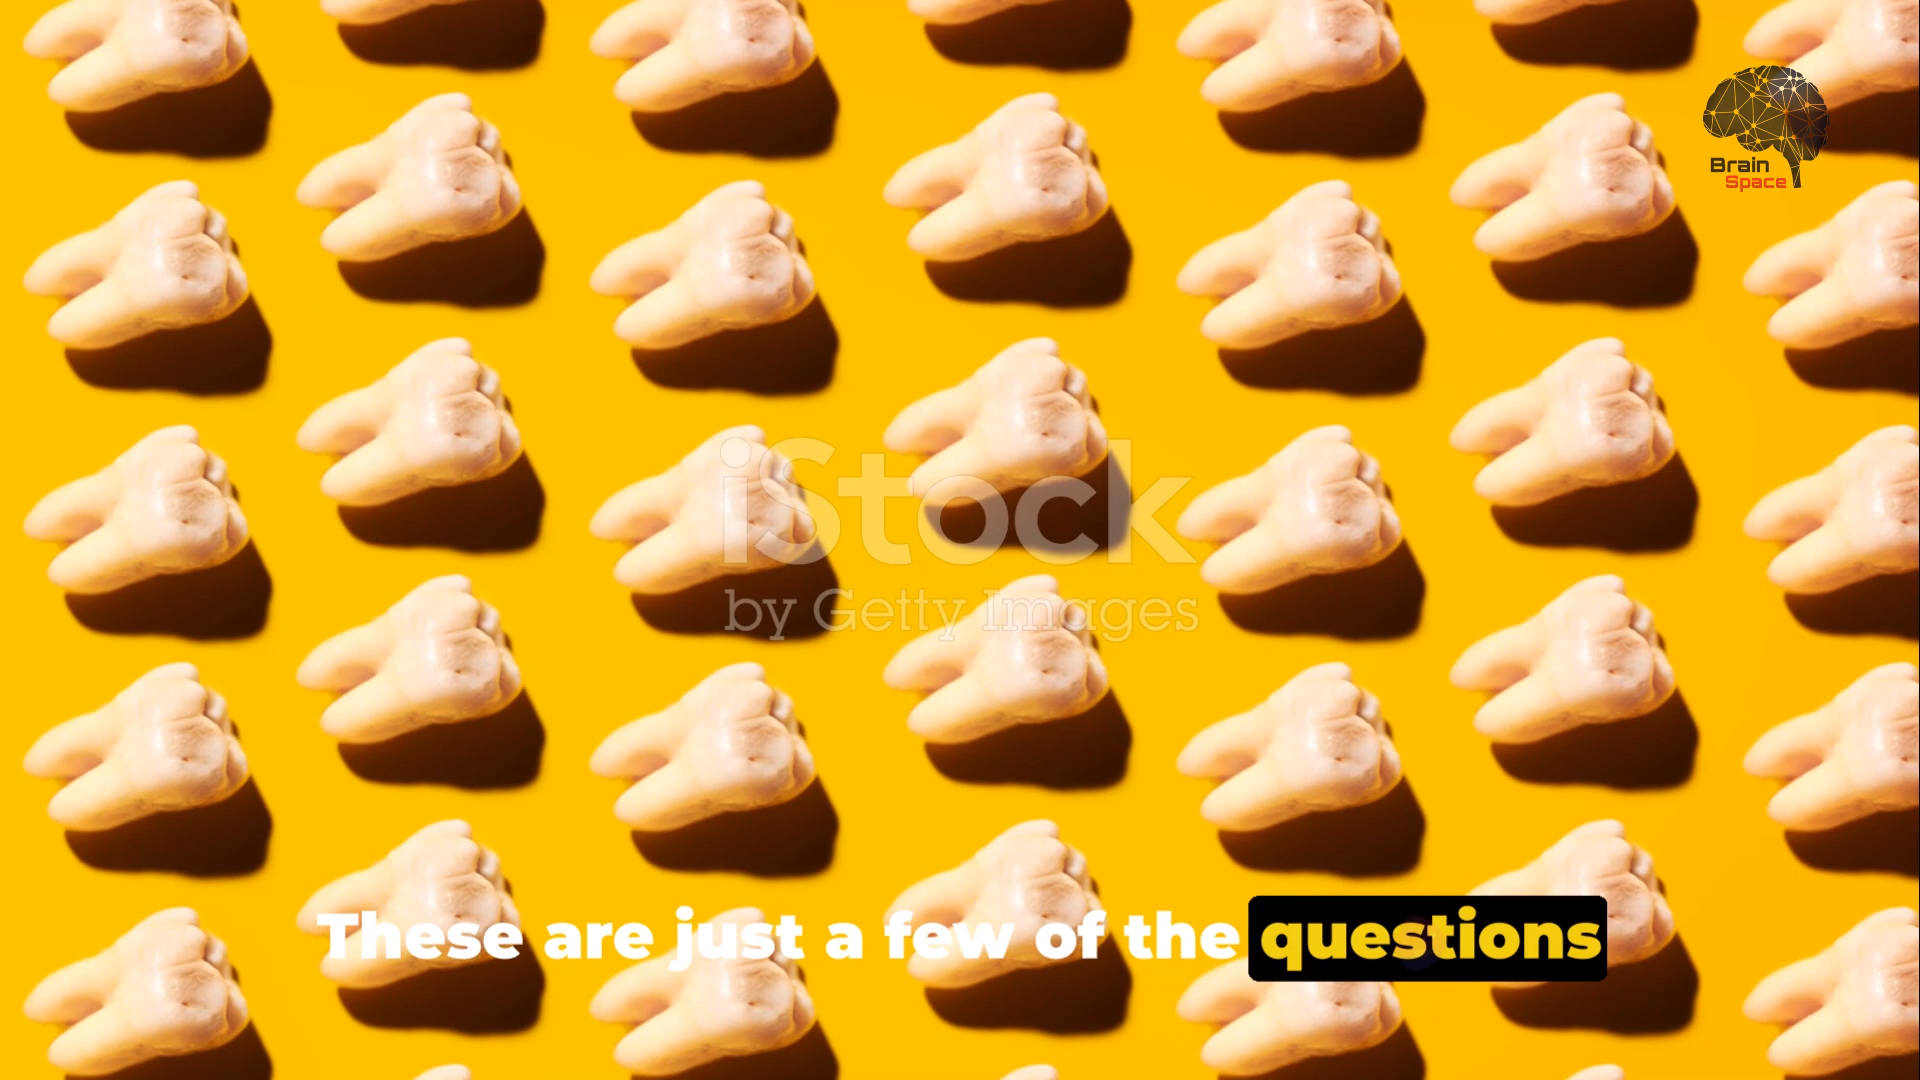 Brain
Space
iStock
by Getty Images
These are just a few of the questions